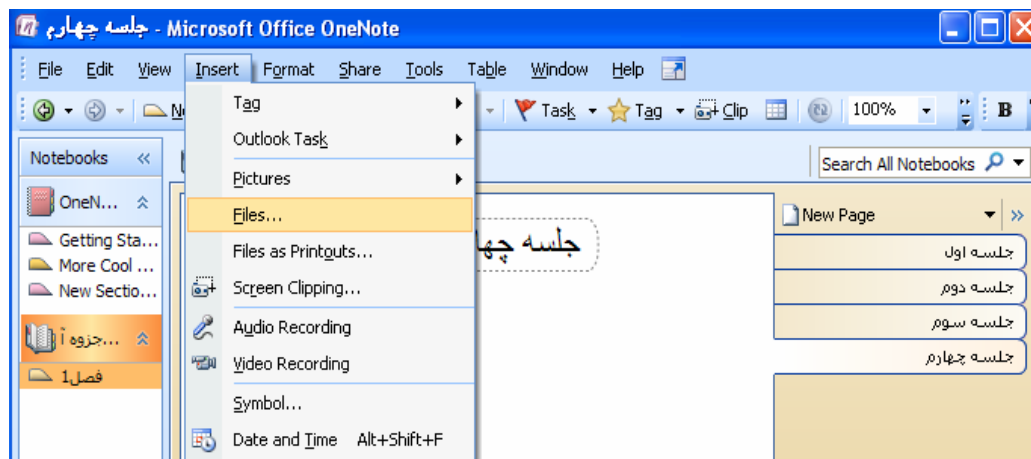 جلسه چهارم - Microsoft Office OneNote
File Edit View Insert Format Share Tools Table Window Help
Task Tag Clip 100% B
Tag
Outlook Task
Pictures
Files...
Files as Printouts...
Screen Clipping...
Audio Recording
Video Recording
Symbol...
Date and Time Alt+Shift+F
Notebooks
OneN...
Getting Sta...
More Cool ...
New Sectio...
جزوه آ...
فصل1
جلسه چها
Search All Notebooks
New Page
جلسه اول
جلسه دوم
جلسه سوم
جلسه چهارم